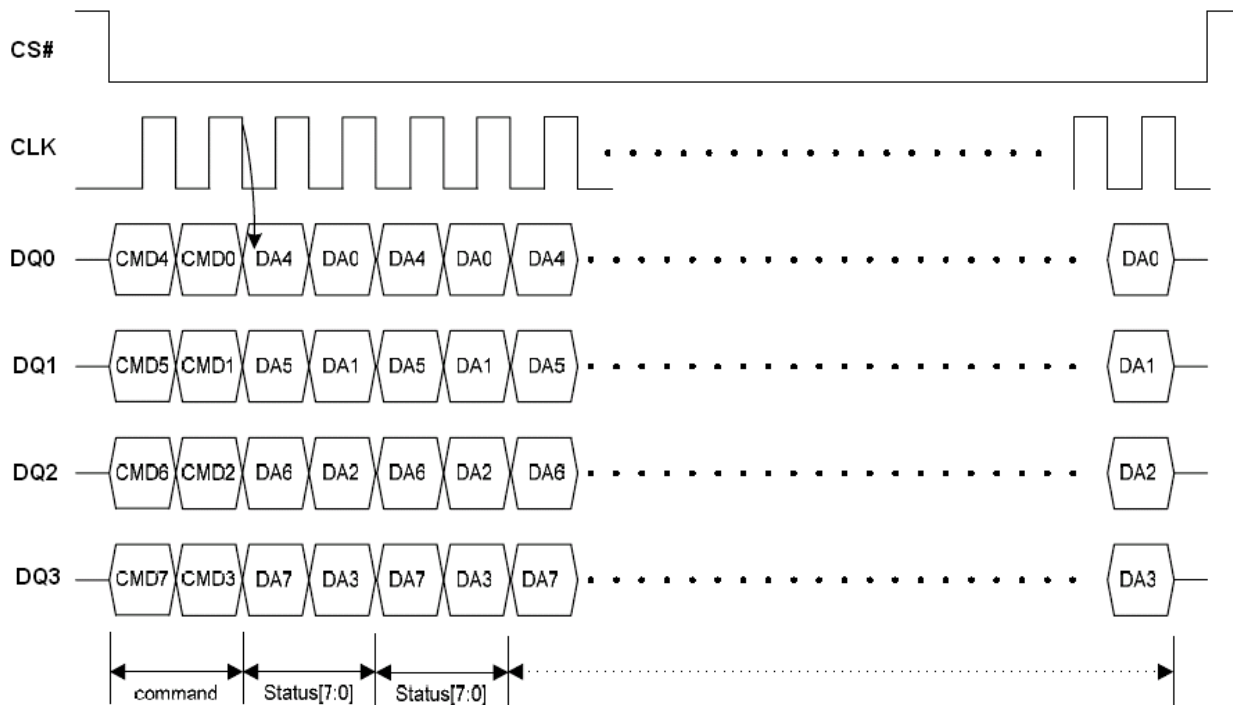 CS#
CLK
DQ0 CMD4 CMD0 DA4 DA0 DA4 DA0 DA4 DA0
DQ1 CMD5 CMD1 DA5 DA1 DA5 DA1 DA5 DA1
DQ2 CMD6 CMD2 DA6 DA2 DA6 DA2 DA6 DA2
DQ3 CMD7 CMD3 DA7 DA3 DA7 DA3 DA7 DA3
command Status[7:0] Status[7:0]